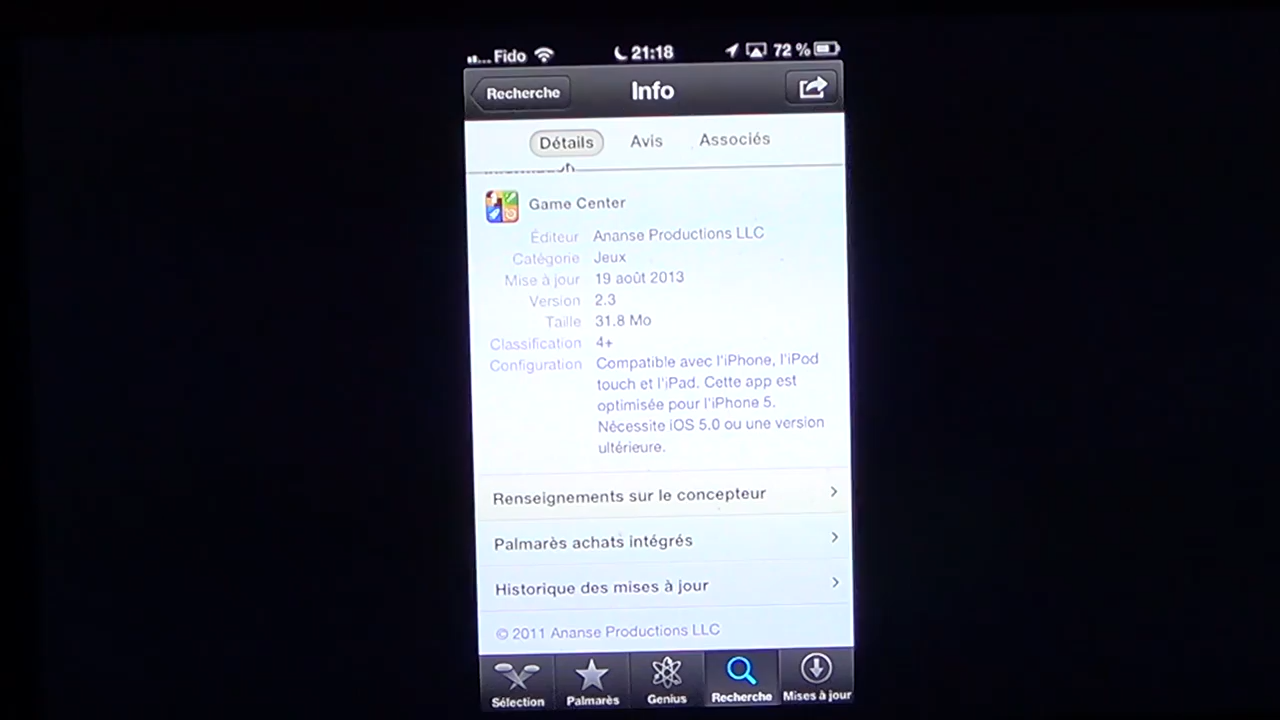 Fido 21:18 72 %
Recherche Info
Détails Avis Associés
Game Center
Éditeur Ananse Productions LLC
Catégorie Jeux
Mise à jour 19 août 2013
Version 2.3
Taille 31.8 Mo
Classification 4+
Configuration Compatible avec l'iPhone, l'iPod
touch et l'iPad. Cette app est
optimisée pour l'iPhone 5.
Nécessite iOS 5.0 ou une version
ultérieure.
Renseignements sur le concepteur
Palmarès achats intégrés
Historique des mises à jour
© 2011 Ananse Productions LLC
Sélection Palmarès Genius Recherche Mises à jour